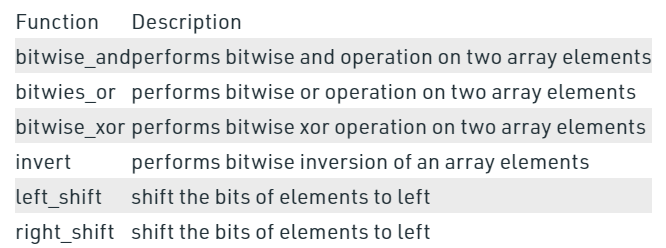 Function Description
bitwise_and performs bitwise and operation on two array elements
bitwies_or performs bitwise or operation on two array elements
bitwise_xor performs bitwise xor operation on two array elements
invert performs bitwise inversion of an array elements
left_shift shift the bits of elements to left
right_shift shift the bits of elements to left